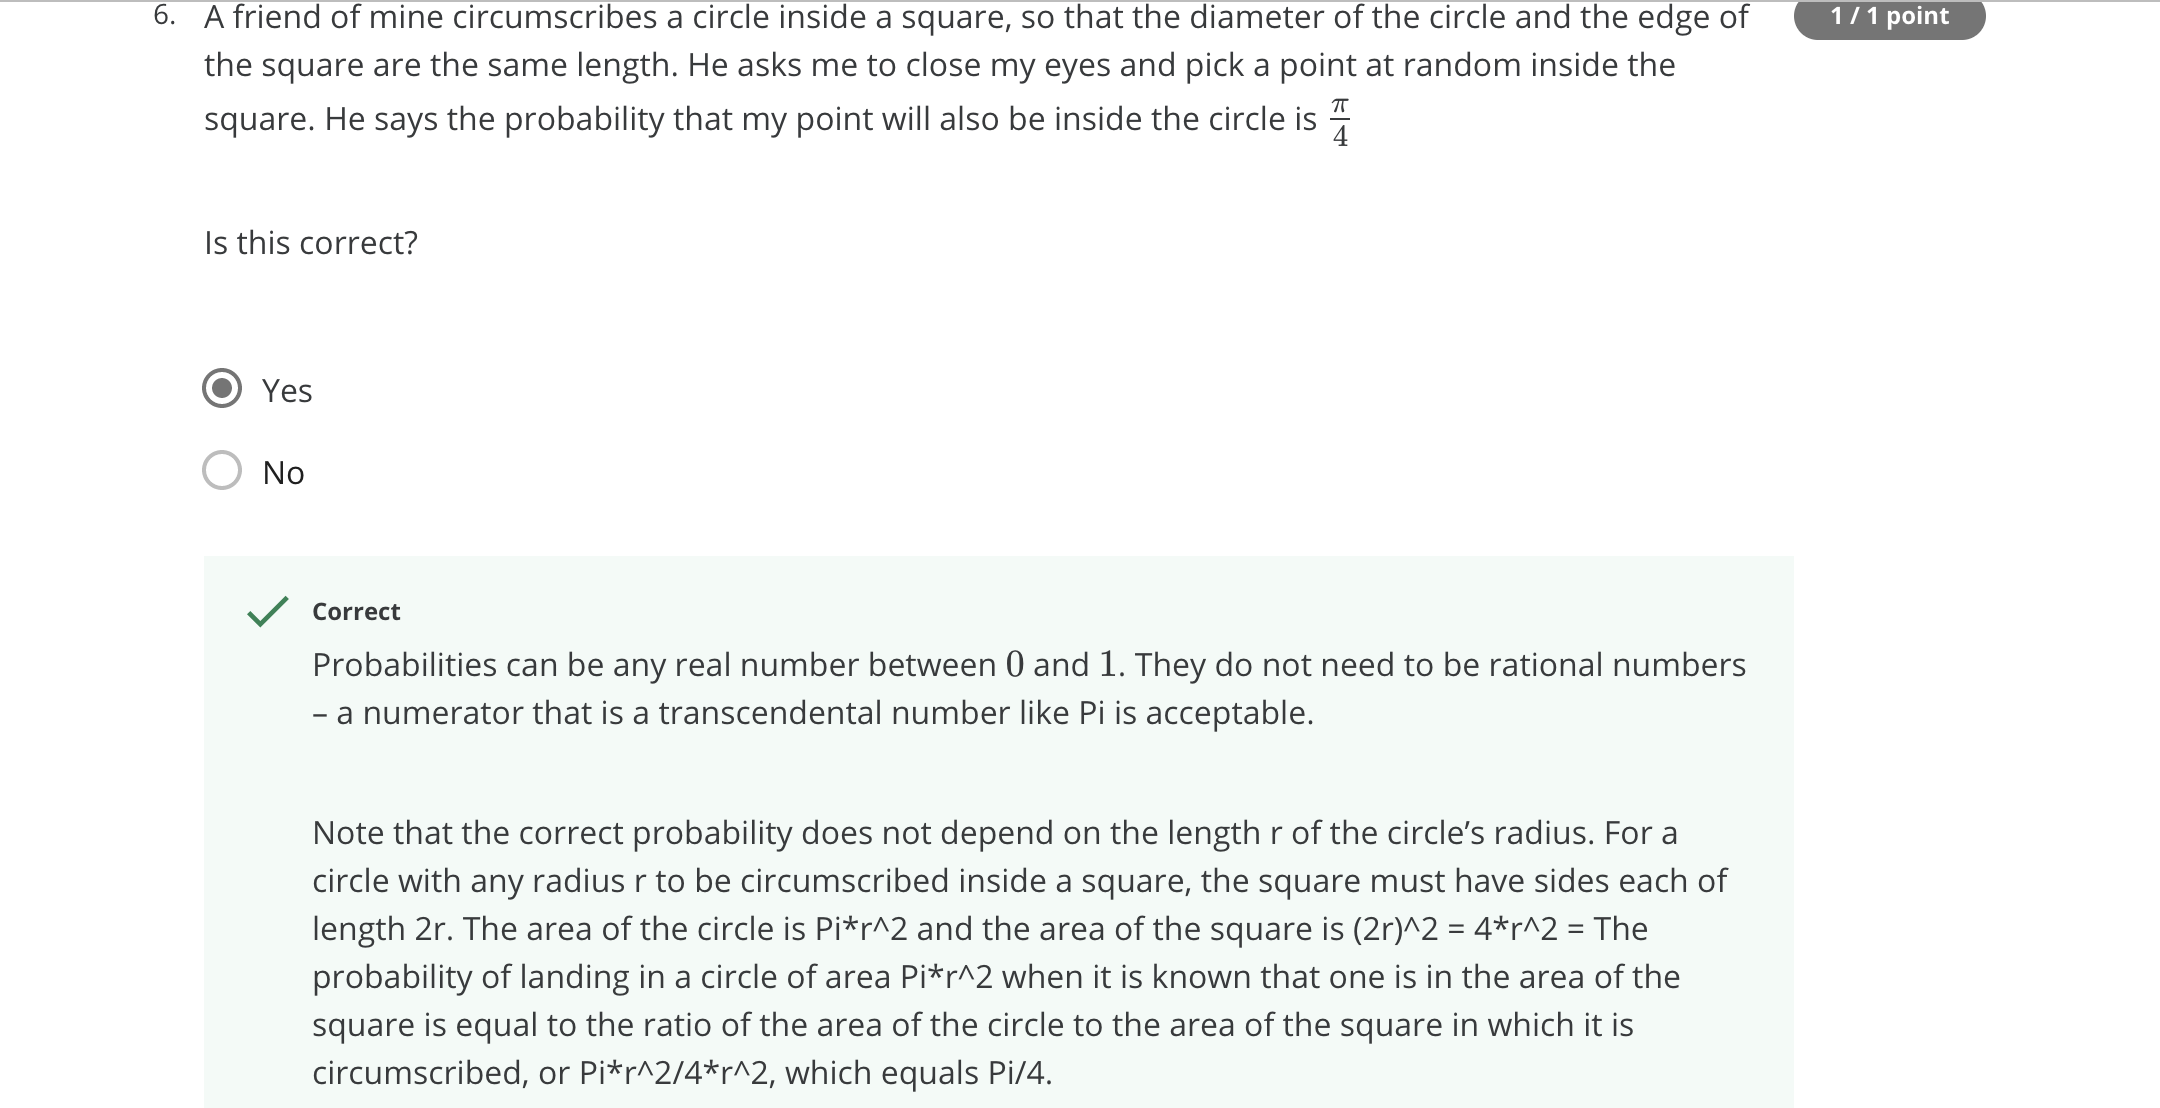 6. A friend of mine circumscribes a circle inside a square, so that the diameter of the circle and the edge of
1 / 1 point
the square are the same length. He asks me to close my eyes and pick a point at random inside the
square. He says the probability that my point will also be inside the circle is π/4
Is this correct?
Yes
No
Correct
Probabilities can be any real number between 0 and 1. They do not need to be rational numbers
– a numerator that is a transcendental number like Pi is acceptable.
Note that the correct probability does not depend on the length r of the circle’s radius. For a
circle with any radius r to be circumscribed inside a square, the square must have sides each of
length 2r. The area of the circle is Pi*r^2 and the area of the square is (2r)^2 = 4*r^2 = The
probability of landing in a circle of area Pi*r^2 when it is known that one is in the area of the
square is equal to the ratio of the area of the circle to the area of the square in which it is
circumscribed, or Pi*r^2/4*r^2, which equals Pi/4.